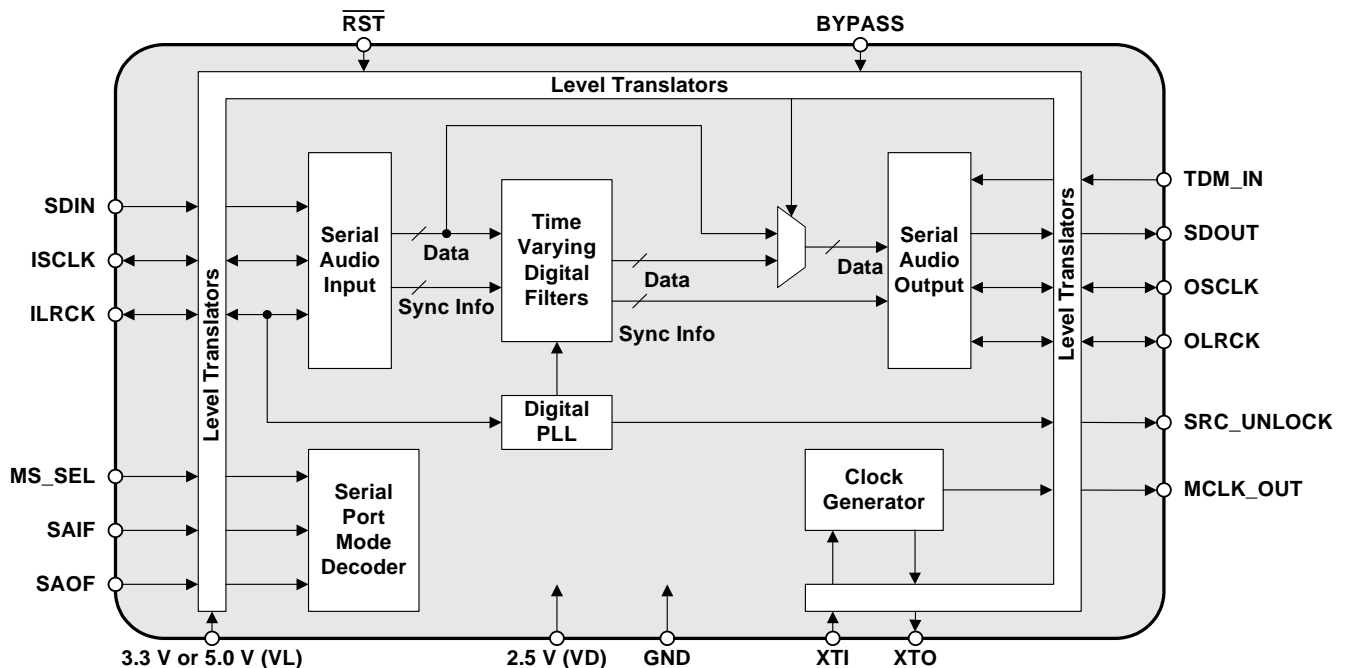 RST
BYPASS
Level Translators
SDIN
ISCLK
ILRCK
MS_SEL
SAIF
SAOF
Level Translators
Serial
Audio
Input
Data
Sync Info
Time
Varying
Digital
Filters
Data
Sync Info
Data
Serial
Audio
Output
Level Translators
TDM_IN
SDOUT
OSCLK
OLRCK
SRC_UNLOCK
MCLK_OUT
Digital
PLL
Serial
Port
Mode
Decoder
Clock
Generator
3.3 V or 5.0 V (VL)
2.5 V (VD)
GND
XTI
XTO